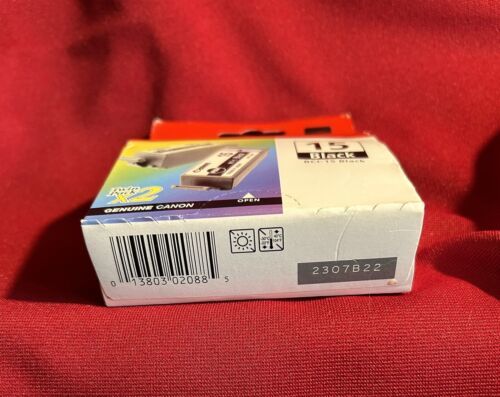 15
Black
BCI-15 Black
Twin
Pack
x2
GENUINE CANON
OPEN
0 13803 02088 5
2307B22